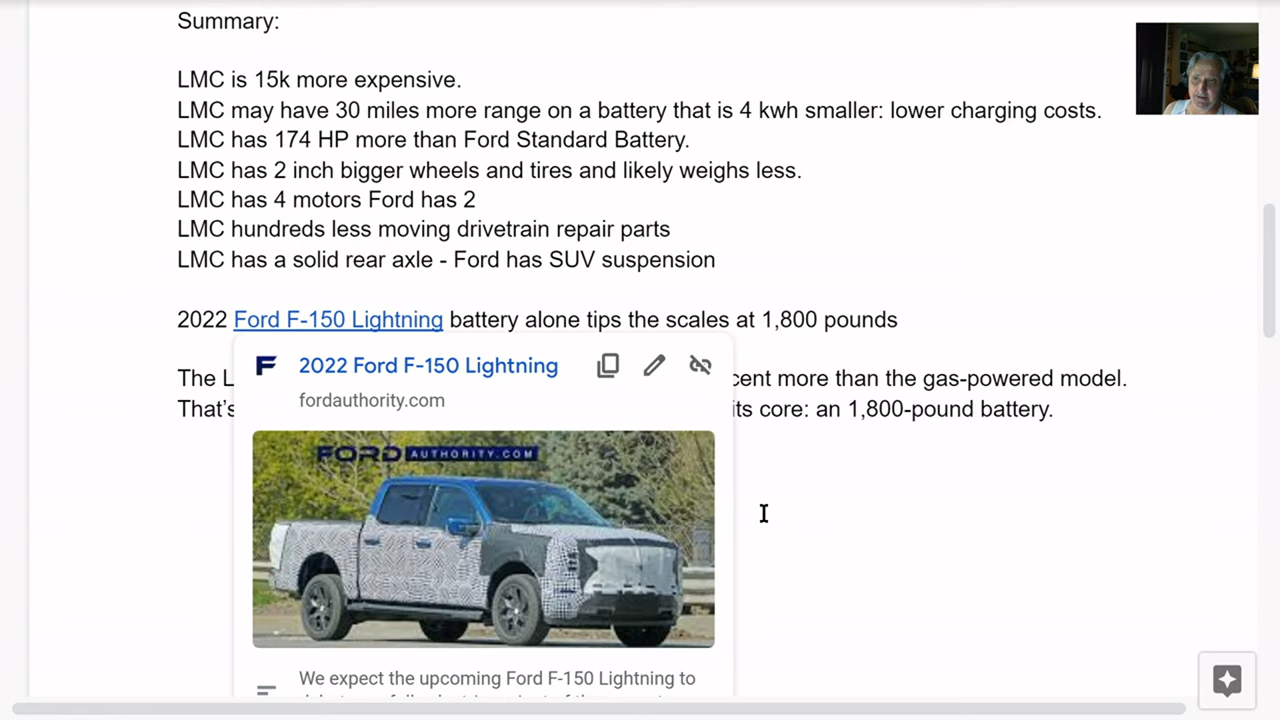 Summary:
LMC is 15k more expensive.
LMC may have 30 miles more range on a battery that is 4 kwh smaller: lower charging costs.
LMC has 174 HP more than Ford Standard Battery.
LMC has 2 inch bigger wheels and tires and likely weighs less.
LMC has 4 motors Ford has 2
LMC hundreds less moving drivetrain repair parts
LMC has a solid rear axle - Ford has SUV suspension
2022 Ford F-150 Lightning battery alone tips the scales at 1,800 pounds
The L cent more than the gas-powered model.
That's its core: an 1,800-pound battery.
2022 Ford F-150 Lightning
fordauthority.com
FORD AUTHORITY.COM
We expect the upcoming Ford F-150 Lightning to